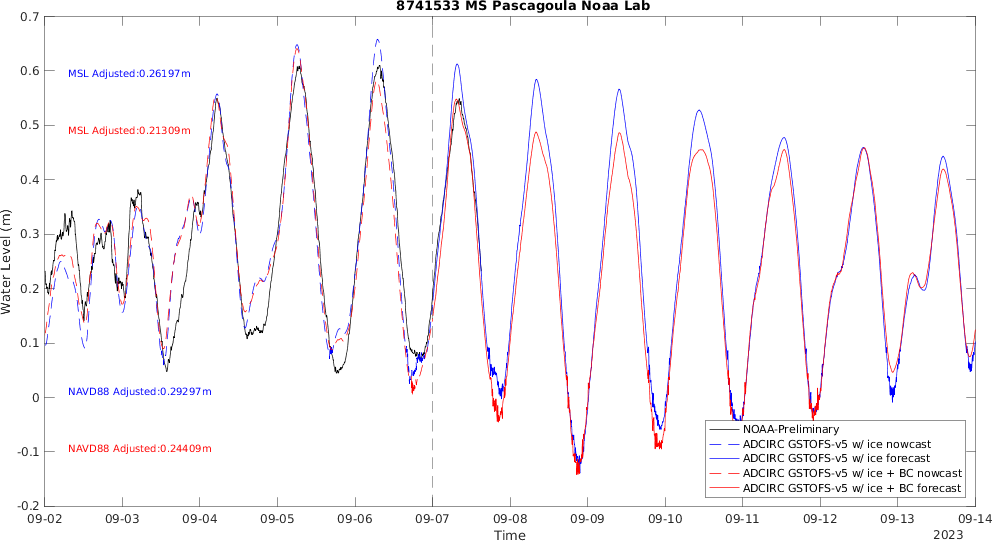 8741533 MS Pascagoula Noaa Lab
0.7
0.6
0.5
0.4
0.3
0.2
0.1
0
-0.1
-0.2
Water Level (m)
MSL Adjusted:0.26197m
MSL Adjusted:0.21309m
NAVD88 Adjusted:0.29297m
NAVD88 Adjusted:0.24409m
NOAA-Preliminary
ADCIRC GSTOFS-v5 w/ ice nowcast
ADCIRC GSTOFS-v5 w/ ice forecast
ADCIRC GSTOFS-v5 w/ ice + BC nowcast
ADCIRC GSTOFS-v5 w/ ice + BC forecast
09-02 09-03 09-04 09-05 09-06 09-07 09-08 09-09 09-10 09-11 09-12 09-13 09-14
Time
2023